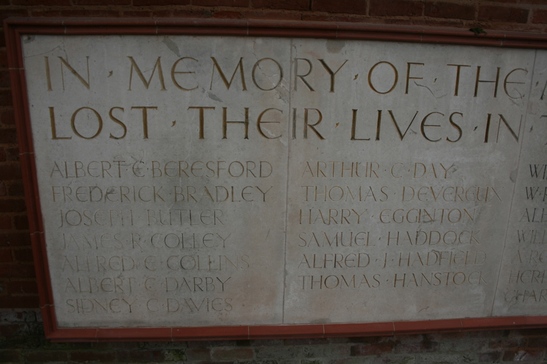 IN · MEMORY · OF · THE ·
LOST · THEIR · LIVES · IN ·
ALBERT · E · BERESFORD
FREDERICK · BRADLEY
JOSEPH · BUTLER
JAMES · R · COLLEY
ALFRED · C · COLLINS
ALBERT · C · DARBY
SIDNEY · C · DAVIES
ARTHUR · C · DAY
THOMAS · DEVEROUX
HARRY · EGGINTON
SAMUEL · HADDOCK
ALFRED · J · HADFIELD
THOMAS · HANSTOCK